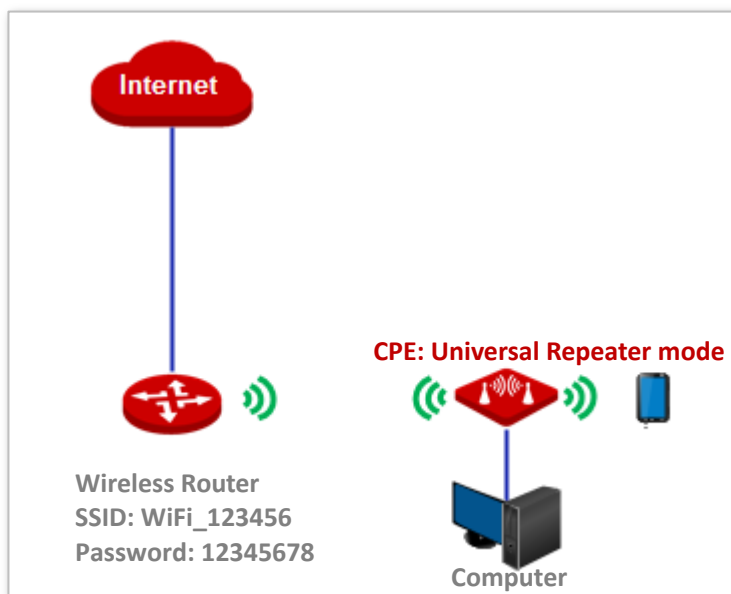 Internet
CPE: Universal Repeater mode
Wireless Router
SSID: WiFi_123456
Password: 12345678
Computer